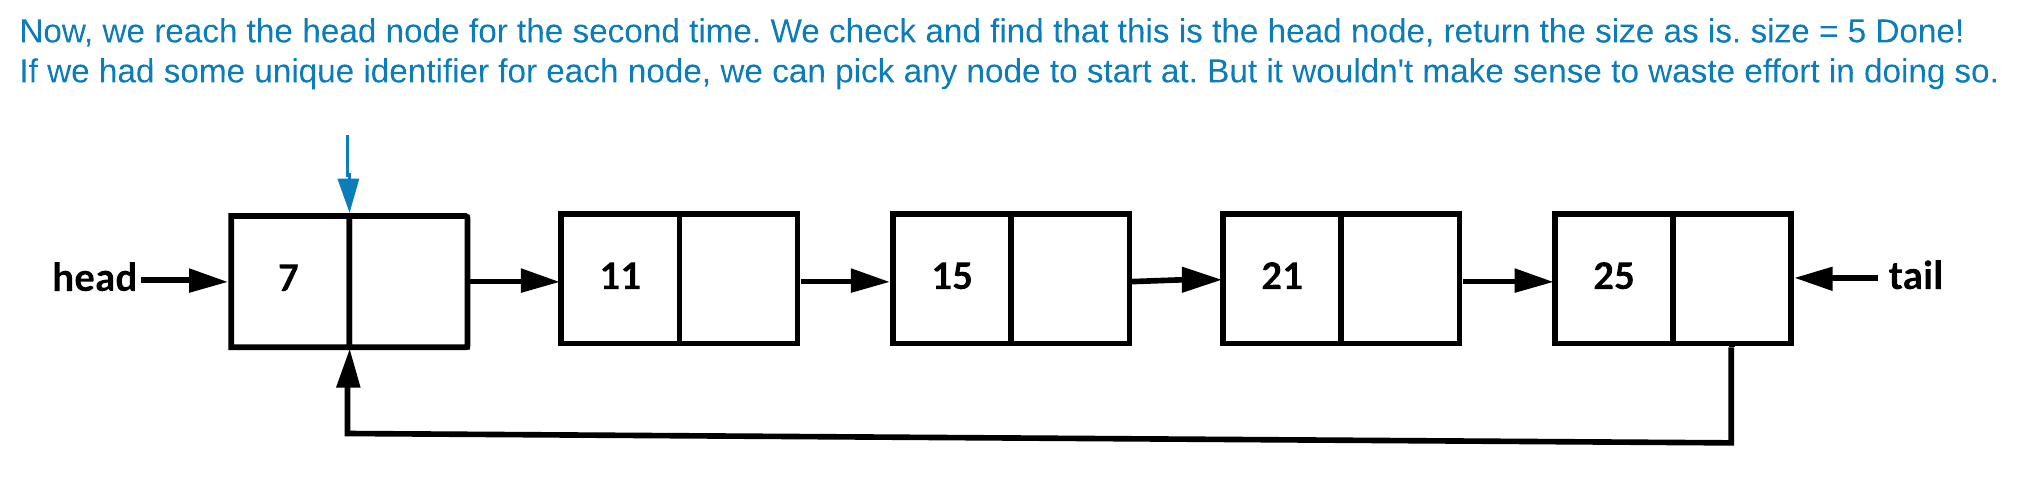 Now, we reach the head node for the second time. We check and find that this is the head node, return the size as is. size = 5 Done!
If we had some unique identifier for each node, we can pick any node to start at. But it wouldn't make sense to waste effort in doing so.
head 7 11 15 21 25 tail